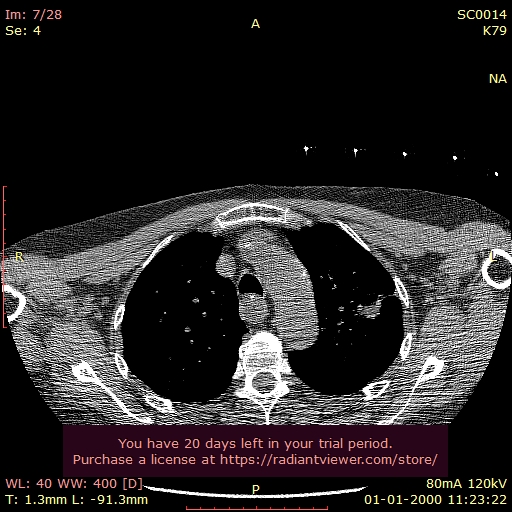 Im: 7/28
Se: 4
A
SC0014
K79
NA
R
L
You have 20 days left in your trial period.
Purchase a license at https://radiantviewer.com/store/
WL: 40 WW: 400 [D]
T: 1.3mm L: -91.3mm
P
80mA 120kV
01-01-2000 11:23:22